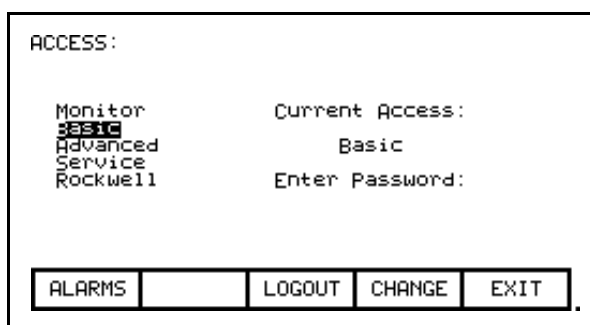 ACCESS:
Monitor
Basic
Advanced
Service
Rockwell
Current Access:
Basic
Enter Password:
ALARMS LOGOUT CHANGE EXIT